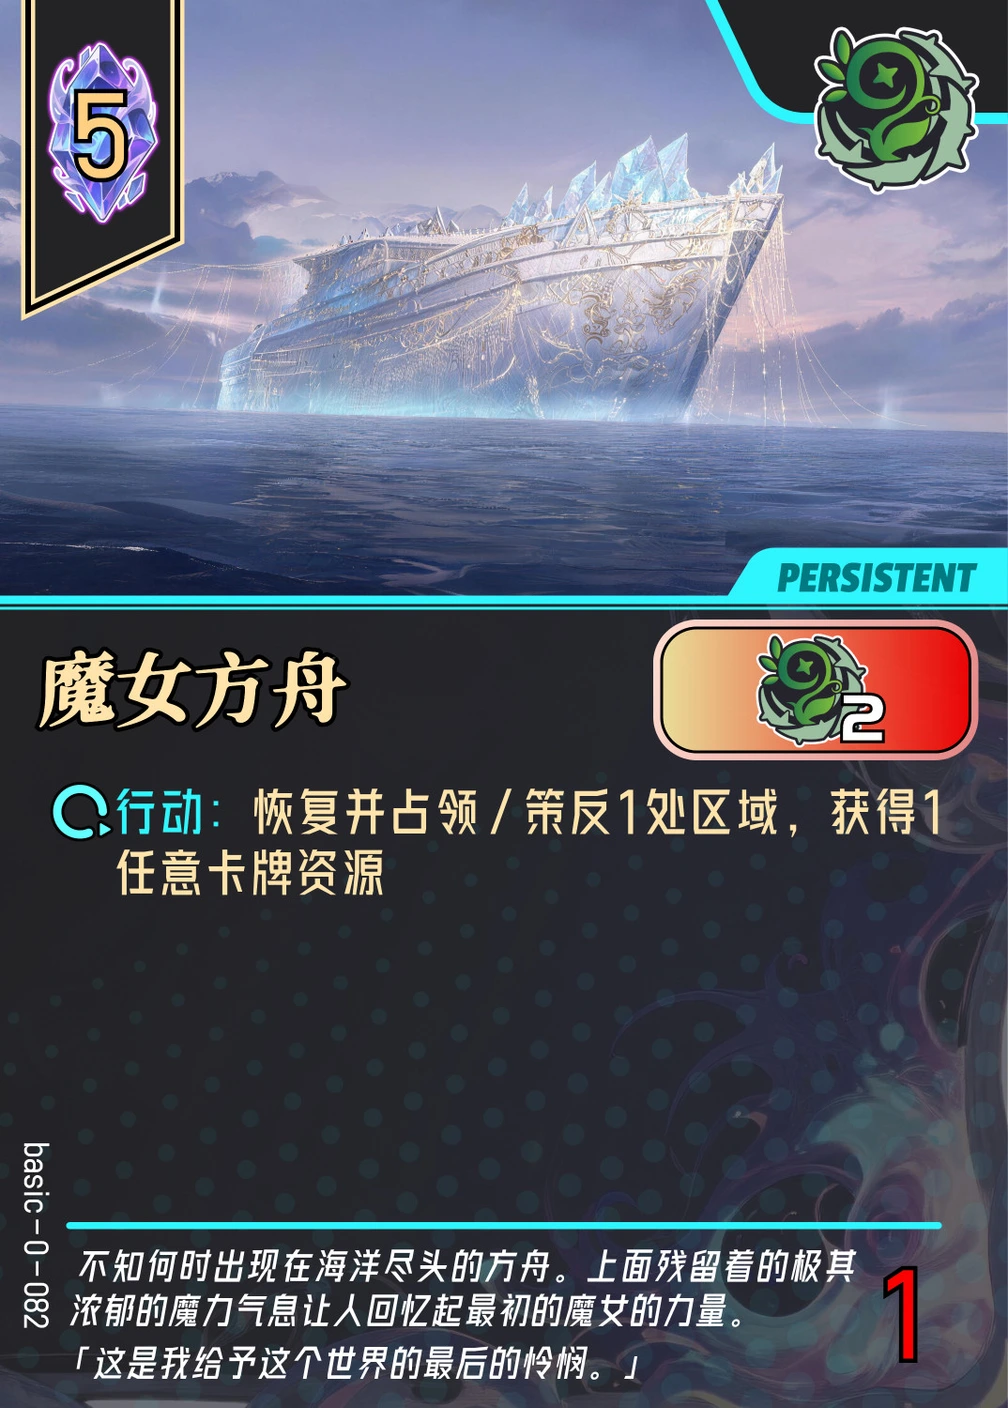 5
PERSISTENT
魔女方舟
2
行动：恢复并占领/策反1处区域，获得1
任意卡牌资源
basic-0-082
不知何时出现在海洋尽头的方舟。上面残留着的极其
浓郁的魔力气息让人回忆起最初的魔女的力量。
「这是我给予这个世界的最后的怜悯。」
1